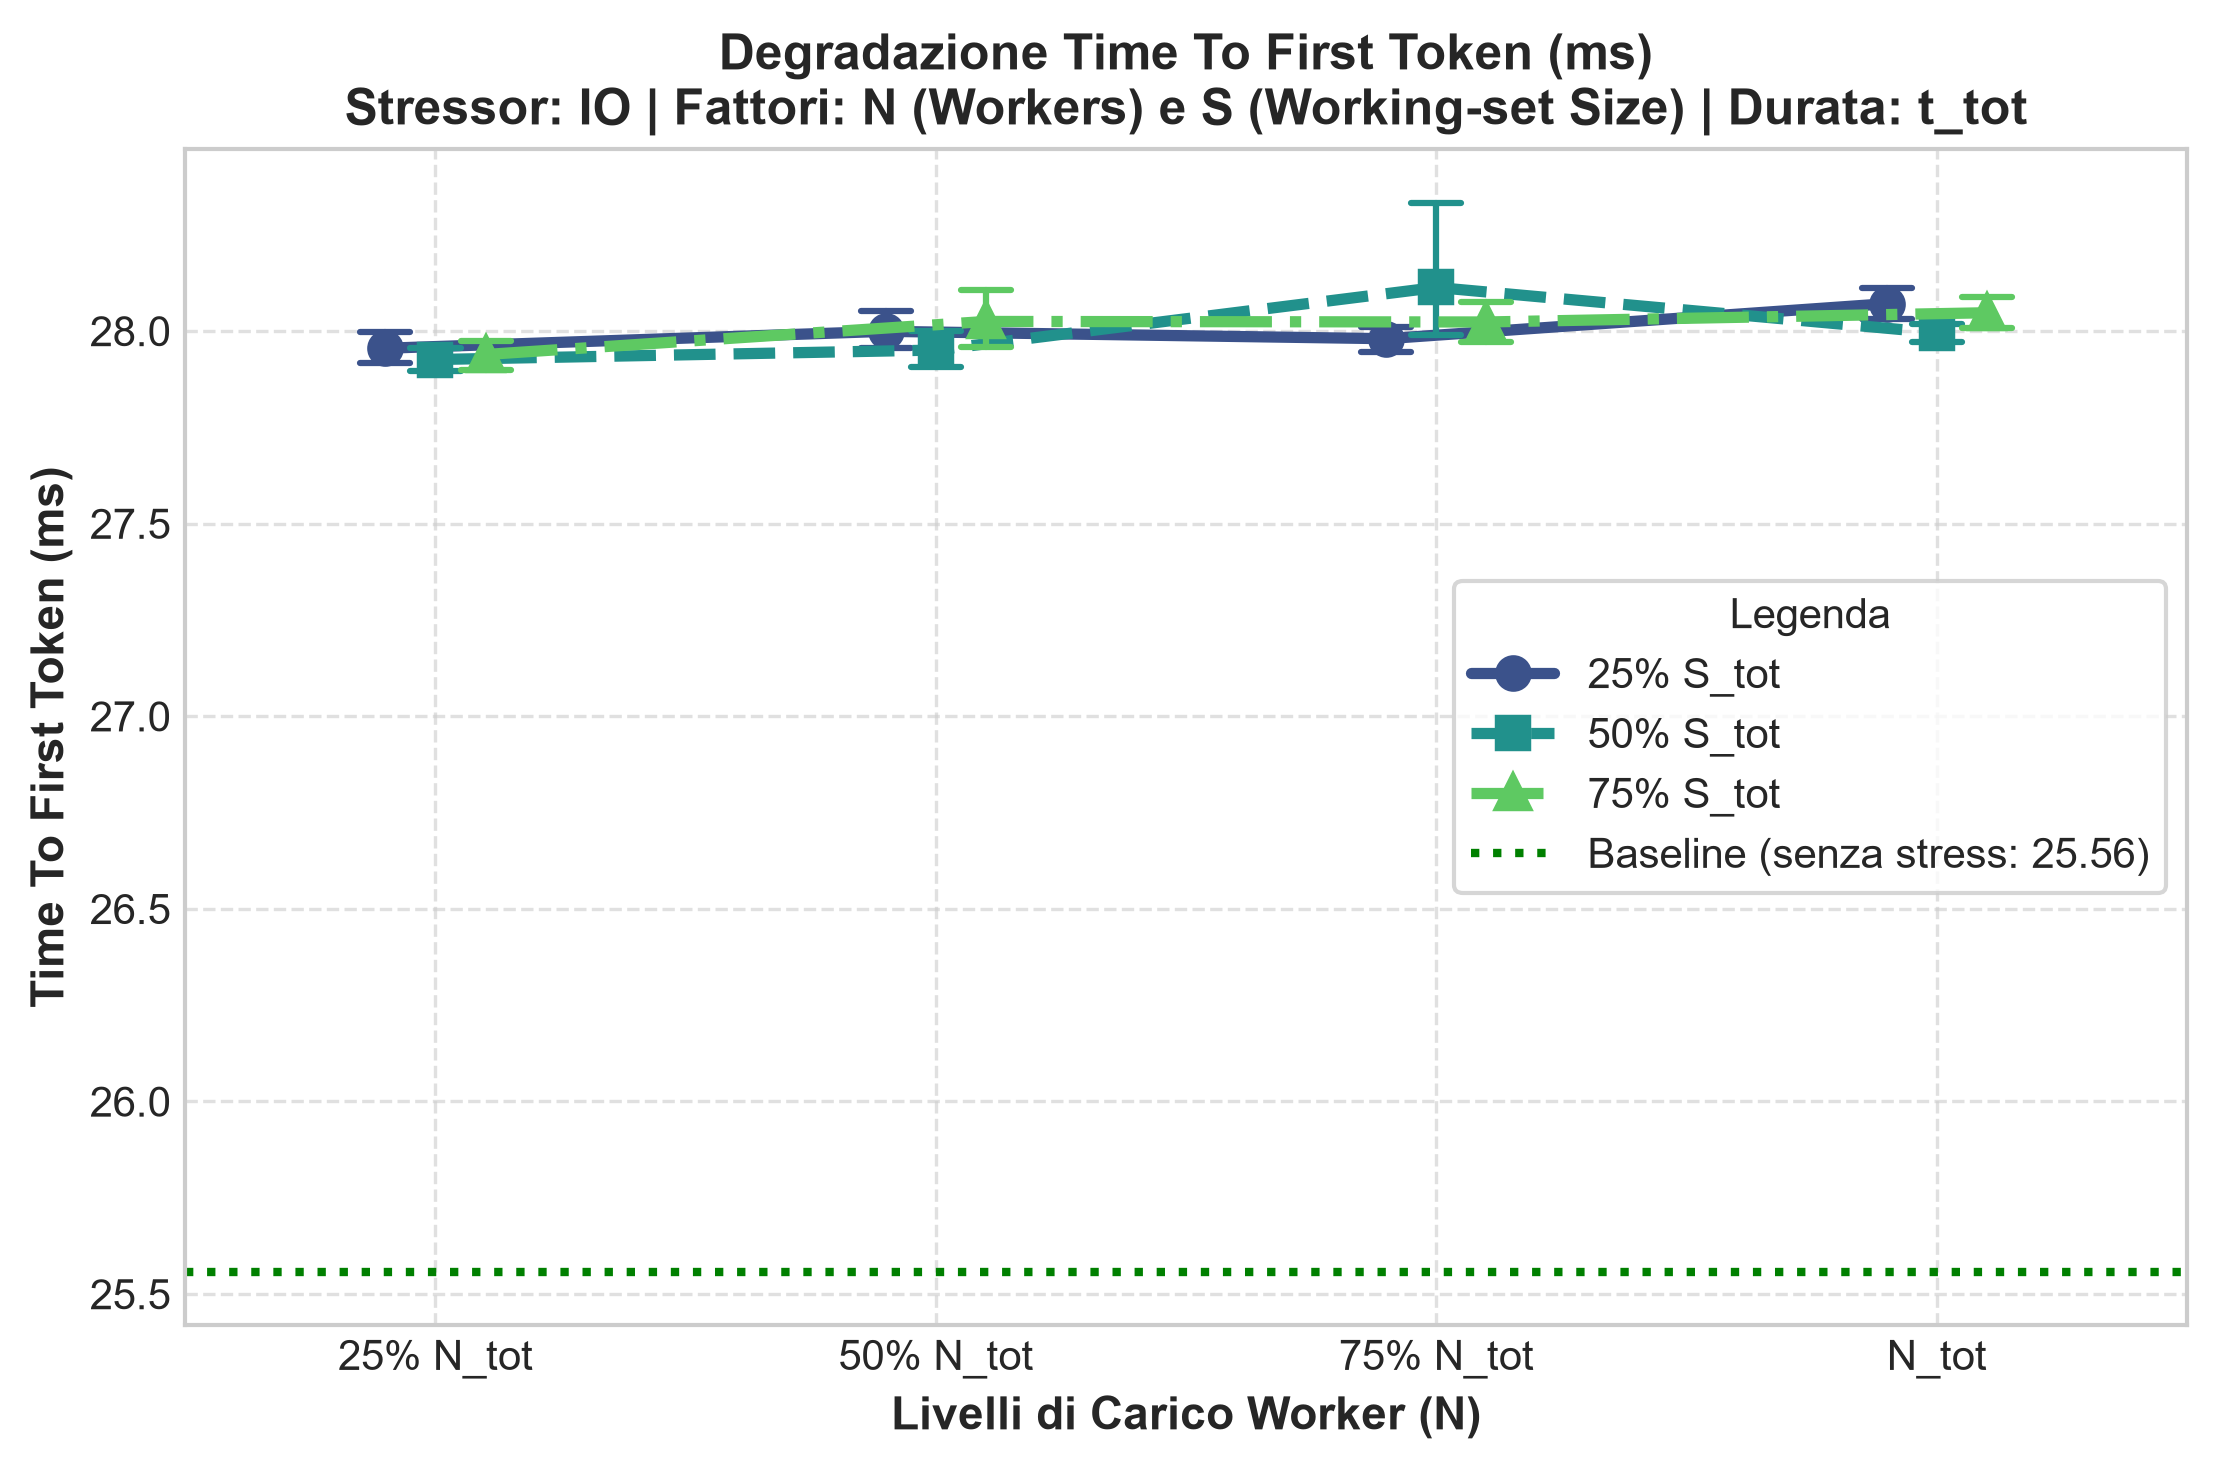 Degradazione Time To First Token (ms)
Stressor: IO | Fattori: N (Workers) e S (Working-set Size) | Durata: t_tot
Time To First Token (ms)
28.0
27.5
27.0
26.5
26.0
25.5
Legenda
25% S_tot
50% S_tot
75% S_tot
Baseline (senza stress: 25.56)
25% N_tot
50% N_tot
75% N_tot
N_tot
Livelli di Carico Worker (N)